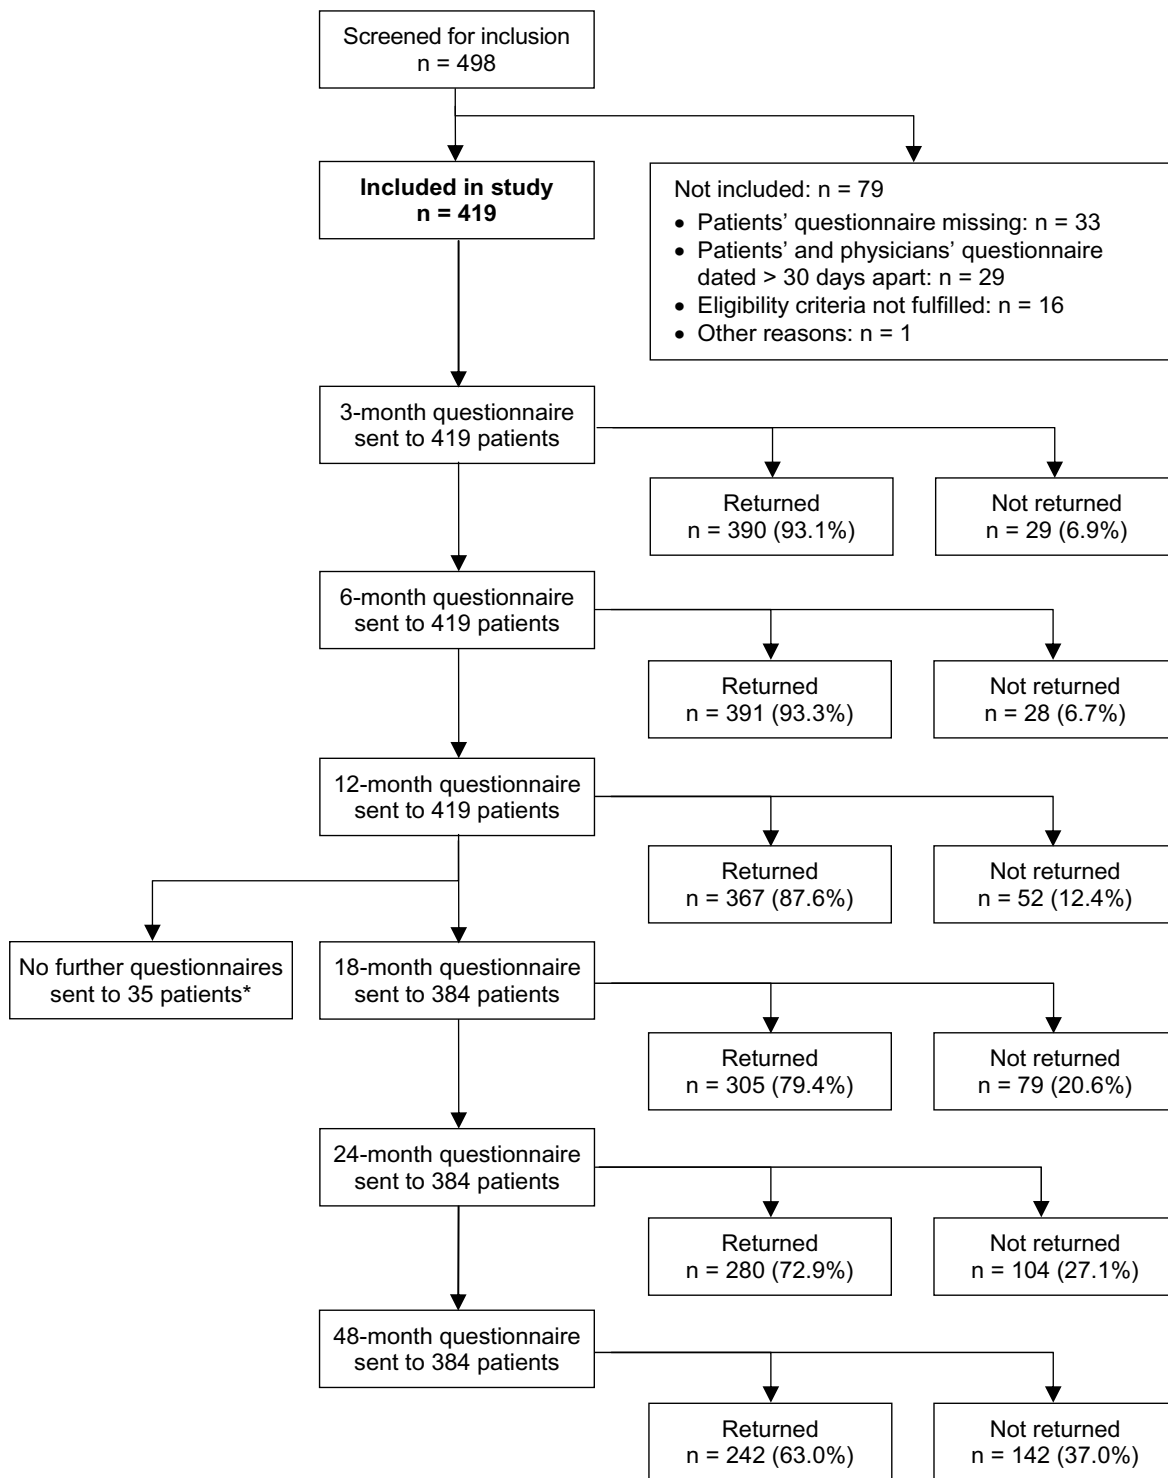 Screened for inclusion
n = 498
Included in study
n = 419
Not included: n = 79
• Patients’ questionnaire missing: n = 33
• Patients’ and physicians’ questionnaire
dated > 30 days apart: n = 29
• Eligibility criteria not fulfilled: n = 16
• Other reasons: n = 1
3-month questionnaire
sent to 419 patients
Returned
n = 390 (93.1%)
Not returned
n = 29 (6.9%)
6-month questionnaire
sent to 419 patients
Returned
n = 391 (93.3%)
Not returned
n = 28 (6.7%)
12-month questionnaire
sent to 419 patients
Returned
n = 367 (87.6%)
Not returned
n = 52 (12.4%)
No further questionnaires
sent to 35 patients*
18-month questionnaire
sent to 384 patients
Returned
n = 305 (79.4%)
Not returned
n = 79 (20.6%)
24-month questionnaire
sent to 384 patients
Returned
n = 280 (72.9%)
Not returned
n = 104 (27.1%)
48-month questionnaire
sent to 384 patients
Returned
n = 242 (63.0%)
Not returned
n = 142 (37.0%)